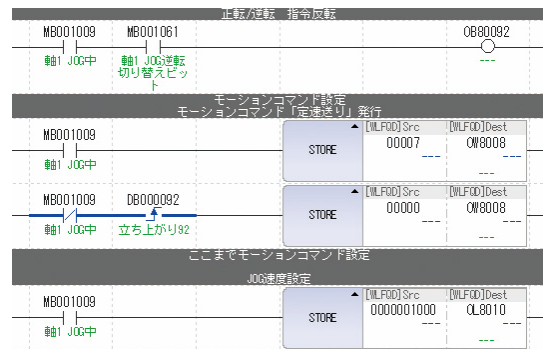 正転/逆転 指令反転
MB001009 MB001061 OB80092
軸1 JOG中 軸1 JOG逆転切り替えビット ---
モーションコマンド設定
モーションコマンド「定速送り」発行
MB001009 STORE [WLFQD]Src 00007 --- [WLFQD]Dest OW8008 --- ---
軸1 JOG中
MB001009 DB000092 STORE [WLFQD]Src 00000 --- [WLFQD]Dest OW8008 --- ---
軸1 JOG中 立ち上がり92
ここまでモーションコマンド設定
JOG速度設定
MB001009 STORE [WLFQD]Src 0000001000 --- [WLFQD]Dest OL8010 --- ---
軸1 JOG中